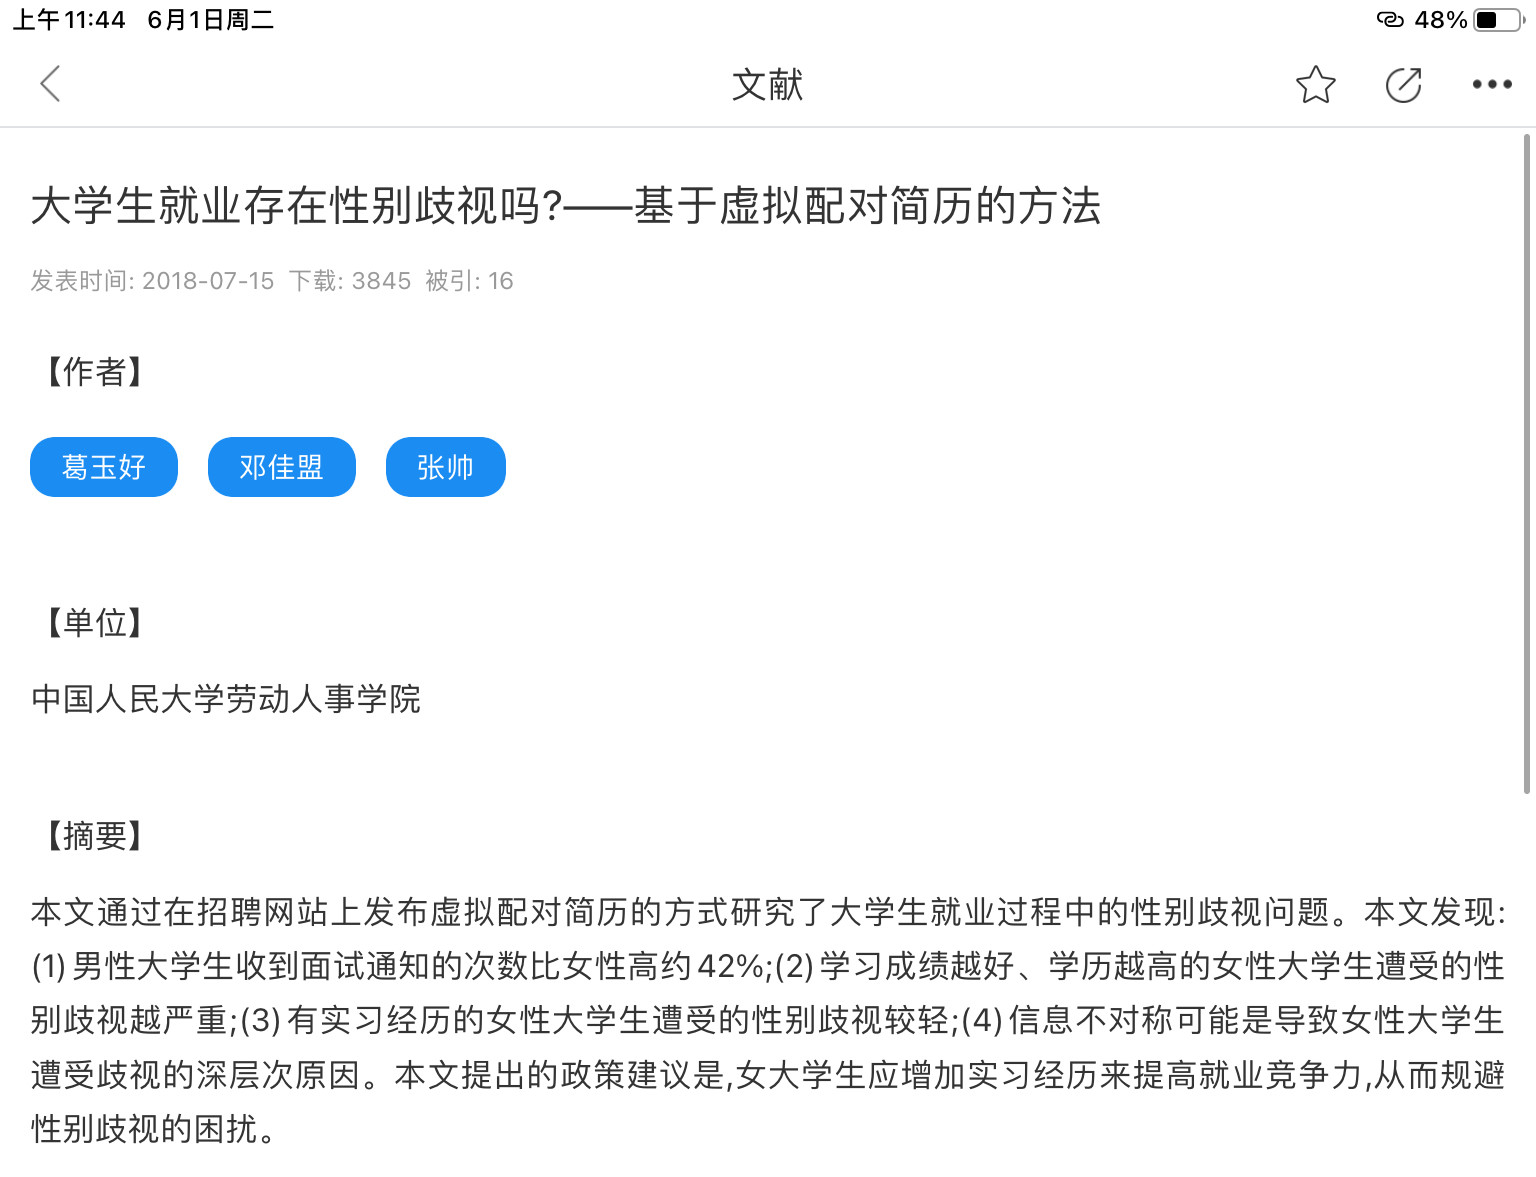 上午11:44 6月1日周二
48%
文献
大学生就业存在性别歧视吗?——基于虚拟配对简历的方法
发表时间: 2018-07-15 下载: 3845 被引: 16
【作者】
葛玉好 邓佳盟 张帅
【单位】
中国人民大学劳动人事学院
【摘要】
本文通过在招聘网站上发布虚拟配对简历的方式研究了大学生就业过程中的性别歧视问题。本文发现:
(1)男性大学生收到面试通知的次数比女性高约42%;(2)学习成绩越好、学历越高的女性大学生遭受的性
别歧视越严重;(3)有实习经历的女性大学生遭受的性别歧视较轻;(4)信息不对称可能是导致女性大学生
遭受歧视的深层次原因。本文提出的政策建议是,女大学生应增加实习经历来提高就业竞争力,从而规避
性别歧视的困扰。